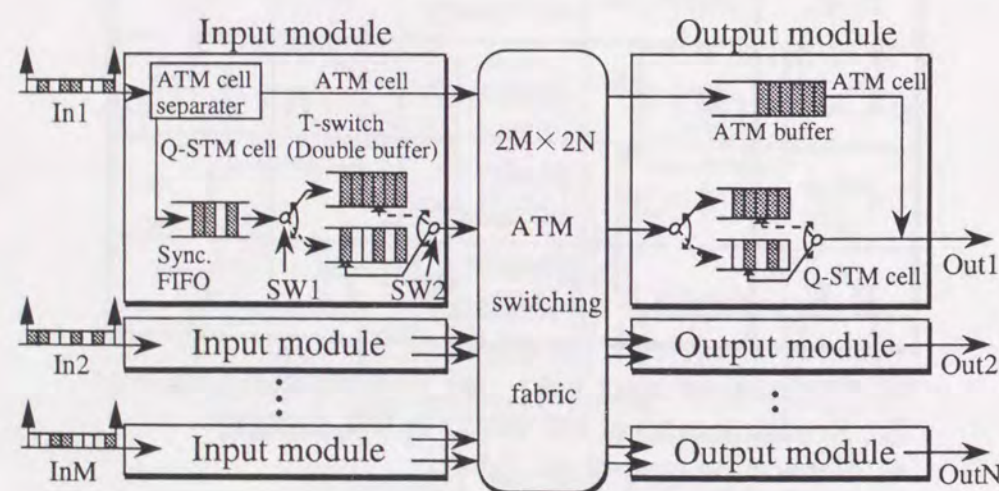 Input module
Output module
In1
ATM cell
separater
ATM cell
T-switch
Q-STM cell (Double buffer)
Sync.
FIFO
SW1
SW2
2M×2N
ATM
switching
fabric
ATM cell
ATM buffer
Q-STM cell
Out1
In2
Input module
Output module
Out2
InM
Input module
Output module
OutN